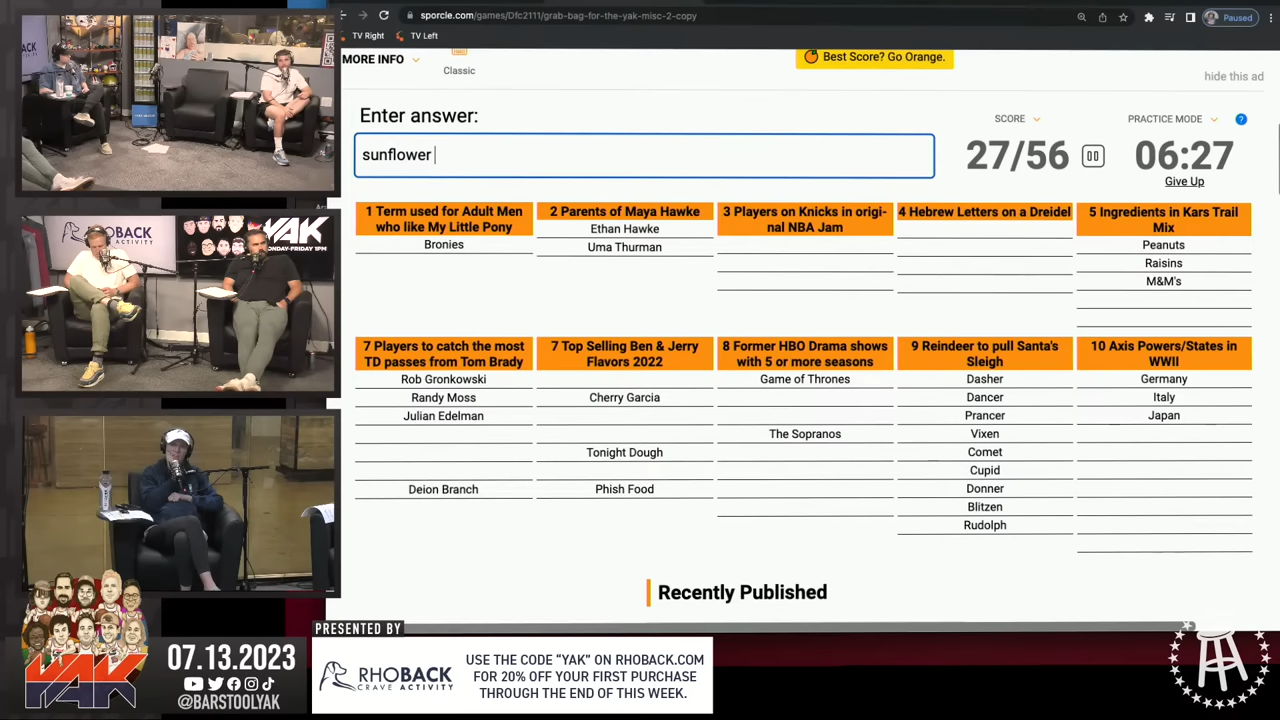 sporcle.com/games/Dfc2111/grab-bag-for-the-yak-misc-2-copy
Paused
TV Right TV Left
MORE INFO
Classic
Best Score? Go Orange.
hide this ad
Enter answer:
SCORE
PRACTICE MODE
?
sunflower
27/56
06:27
Give Up
1 Term used for Adult Men
who like My Little Pony
Bronies
2 Parents of Maya Hawke
Ethan Hawke
Uma Thurman
3 Players on Knicks in origi-
nal NBA Jam
4 Hebrew Letters on a Dreidel
5 Ingredients in Kars Trail
Mix
Peanuts
Raisins
M&M's
7 Players to catch the most
TD passes from Tom Brady
Rob Gronkowski
Randy Moss
Julian Edelman
Deion Branch
7 Top Selling Ben & Jerry
Flavors 2022
Cherry Garcia
Tonight Dough
Phish Food
8 Former HBO Drama shows
with 5 or more seasons
Game of Thrones
The Sopranos
9 Reindeer to pull Santa's
Sleigh
Dasher
Dancer
Prancer
Vixen
Comet
Cupid
Donner
Blitzen
Rudolph
10 Axis Powers/States in
WWII
Germany
Italy
Japan
Recently Published
RHOBACK
ACTIVITY
RHOBACK
ACTIVITY
YAK
MONDAY-FRIDAY 1PM
YAK
07.13.2023
@BARSTOOLYAK
PRESENTED BY
RHOBACK
CRAVE ACTIVITY
USE THE CODE “YAK” ON RHOBACK.COM
FOR 20% OFF YOUR FIRST PURCHASE
THROUGH THE END OF THIS WEEK.